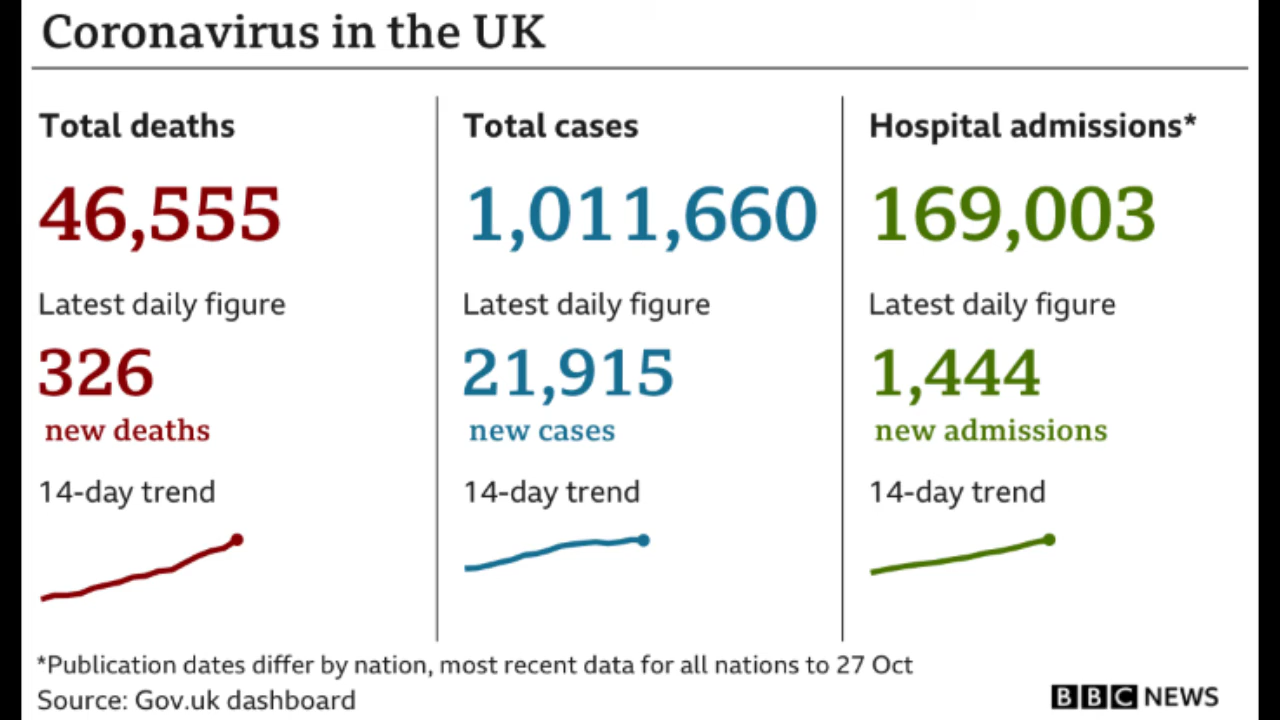 Coronavirus in the UK
Total deaths
46,555
Latest daily figure
326
new deaths
14-day trend
Total cases
1,011,660
Latest daily figure
21,915
new cases
14-day trend
Hospital admissions*
169,003
Latest daily figure
1,444
new admissions
14-day trend
*Publication dates differ by nation, most recent data for all nations to 27 Oct
Source: Gov.uk dashboard
BBC NEWS